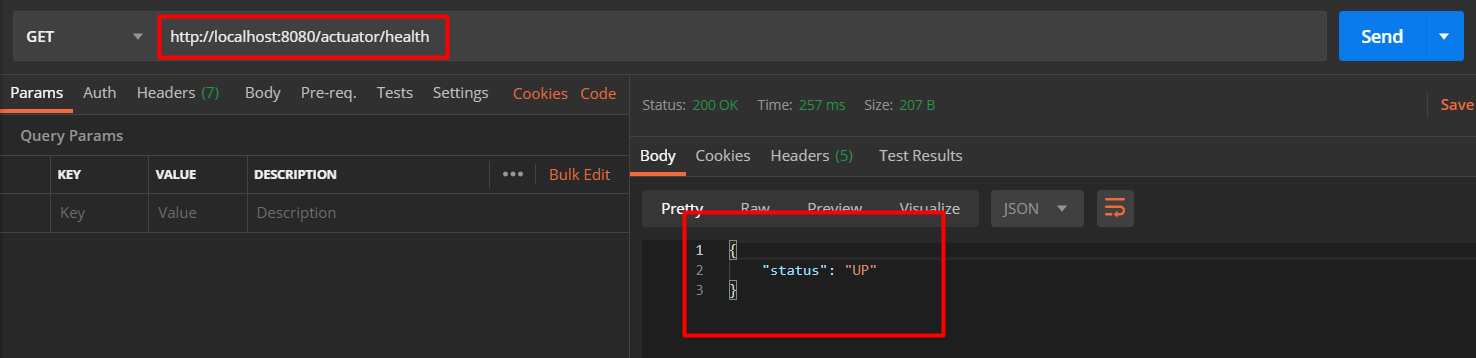 GET http://localhost:8080/actuator/health Send
Params Auth Headers (7) Body Pre-req. Tests Settings Cookies Code
Query Params
KEY VALUE DESCRIPTION ••• Bulk Edit
Key Value Description
Status: 200 OK Time: 257 ms Size: 207 B Save
Body Cookies Headers (5) Test Results
Pretty Raw Preview Visualize JSON
1 {
2 "status": "UP"
3 }